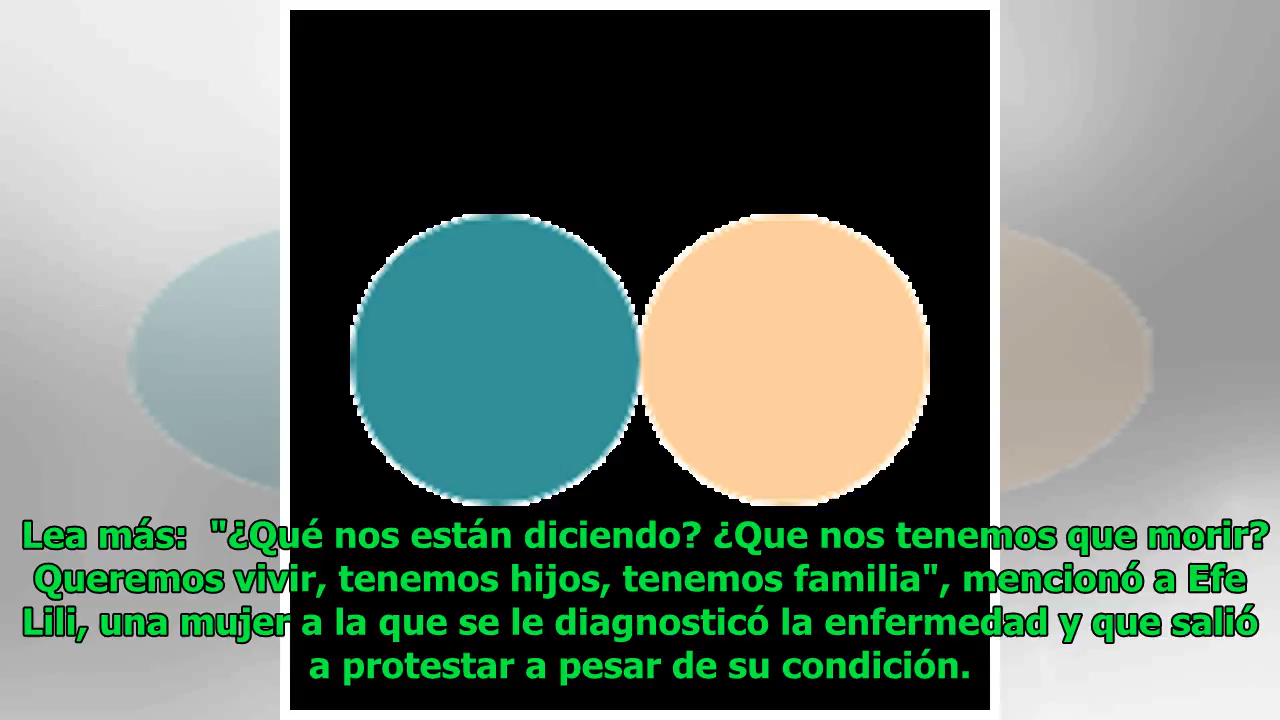 Lea más:  "¿Qué nos están diciendo? ¿Que nos tenemos que morir?
Queremos vivir, tenemos hijos, tenemos familia", mencionó a Efe
Lili, una mujer a la que se le diagnosticó la enfermedad y que salió
a protestar a pesar de su condición.